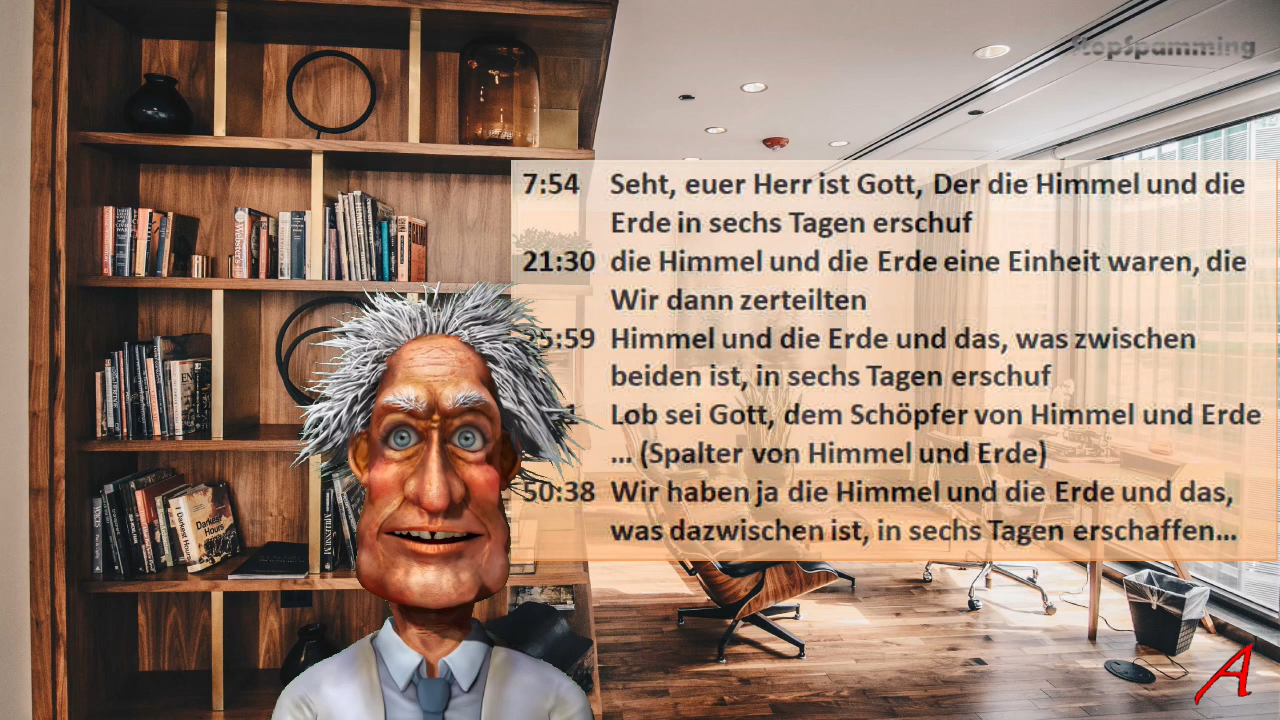 StopSpamming
7:54 Seht, euer Herr ist Gott, Der die Himmel und die
Erde in sechs Tagen erschuf
21:30 die Himmel und die Erde eine Einheit waren, die
Wir dann zerteilten
5:59 Himmel und die Erde und das, was zwischen
beiden ist, in sechs Tagen erschuf
Lob sei Gott, dem Schöpfer von Himmel und Erde
... (Spalter von Himmel und Erde)
50:38 Wir haben ja die Himmel und die Erde und das,
was dazwischen ist, in sechs Tagen erschaffen...
Darkest
Hours
A